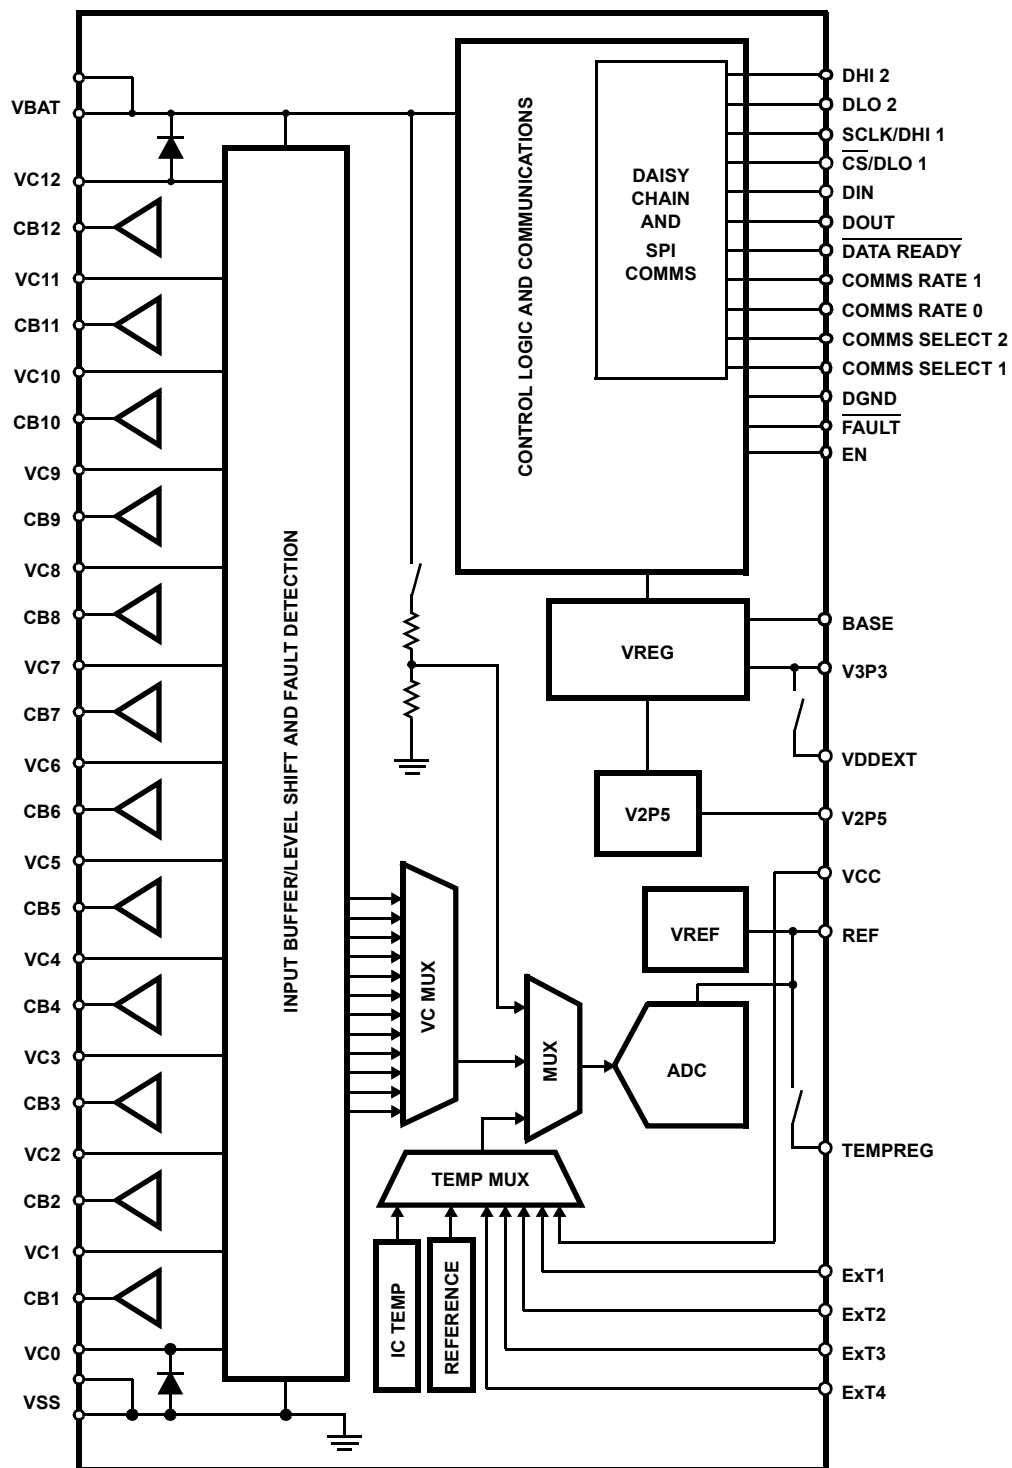 VBAT
VC12
CB12
VC11
CB11
VC10
CB10
VC9
CB9
VC8
CB8
VC7
CB7
VC6
CB6
VC5
CB5
VC4
CB4
VC3
CB3
VC2
CB2
VC1
CB1
VC0
VSS
INPUT BUFFER/LEVEL SHIFT AND FAULT DETECTION
CONTROL LOGIC AND COMMUNICATIONS
DAISY
CHAIN
AND
SPI
COMMS
DHI 2
DLO 2
SCLK/DHI 1
CS/DLO 1
DIN
DOUT
DATA READY
COMMS RATE 1
COMMS RATE 0
COMMS SELECT 2
COMMS SELECT 1
DGND
FAULT
EN
VREG
BASE
V3P3
VDDEXT
V2P5
V2P5
VCC
VREF
REF
VC MUX
MUX
ADC
TEMPREG
TEMP MUX
IC TEMP
REFERENCE
ExT1
ExT2
ExT3
ExT4